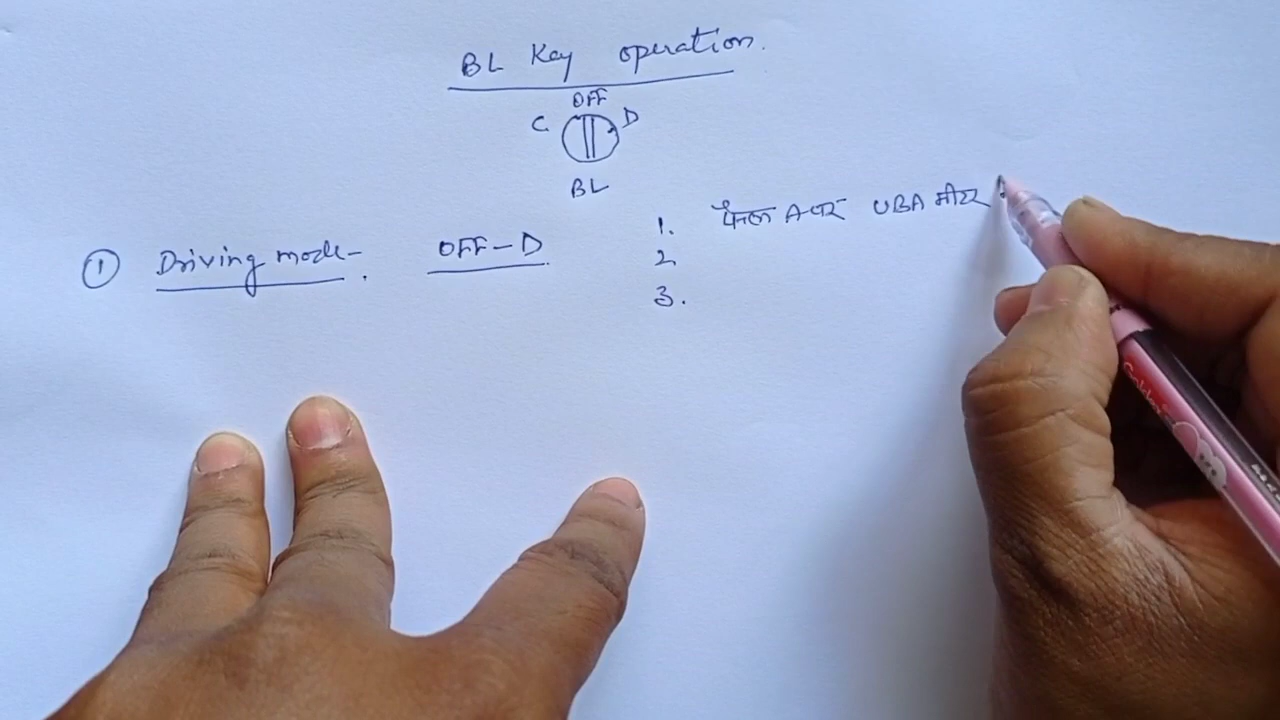 BL Key operation.
OFF
C D
BL
① Driving mode- . OFF-D
1. पैनल A पर UBA मीटर
2
3.